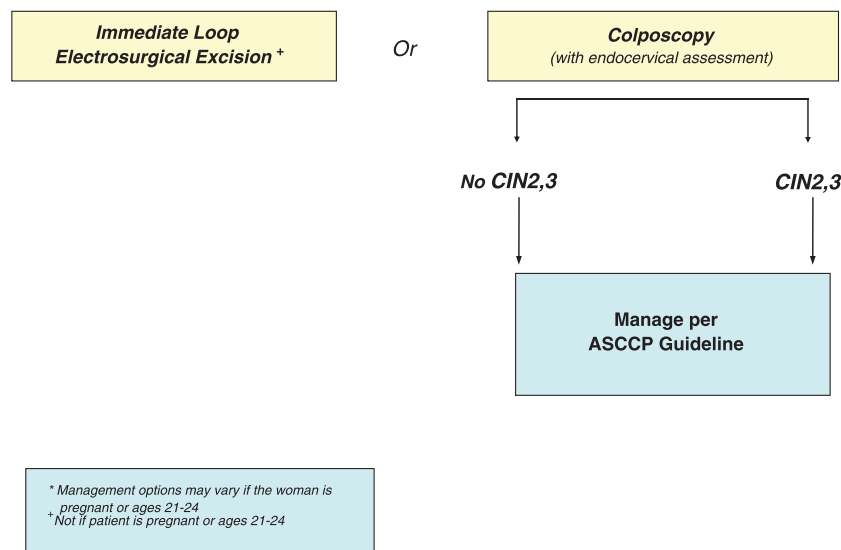 Immediate Loop
Electrosurgical Excision +
Or
Colposcopy
(with endocervical assessment)
No CIN2,3
CIN2,3
Manage per
ASCCP Guideline
* Management options may vary if the woman is
pregnant or ages 21-24
+ Not if patient is pregnant or ages 21-24